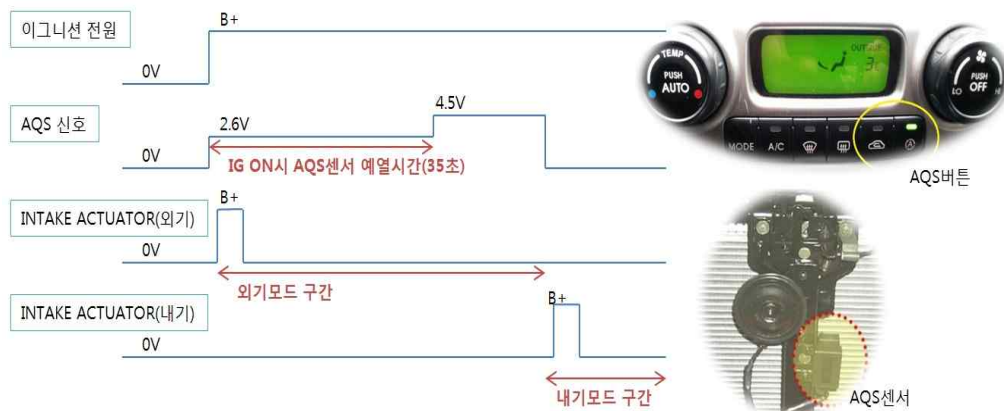 이그니션 전원
B+
0V
AQS 신호
2.6V
4.5V
0V
IG ON시 AQS센서 예열시간(35초)
INTAKE ACTUATOR(외기)
B+
0V
외기모드 구간
INTAKE ACTUATOR(내기)
B+
0V
내기모드 구간
TEMP
PUSH
AUTO
PUSH
OFF
LO
MODE
A/C
AQS버튼
AQS센서